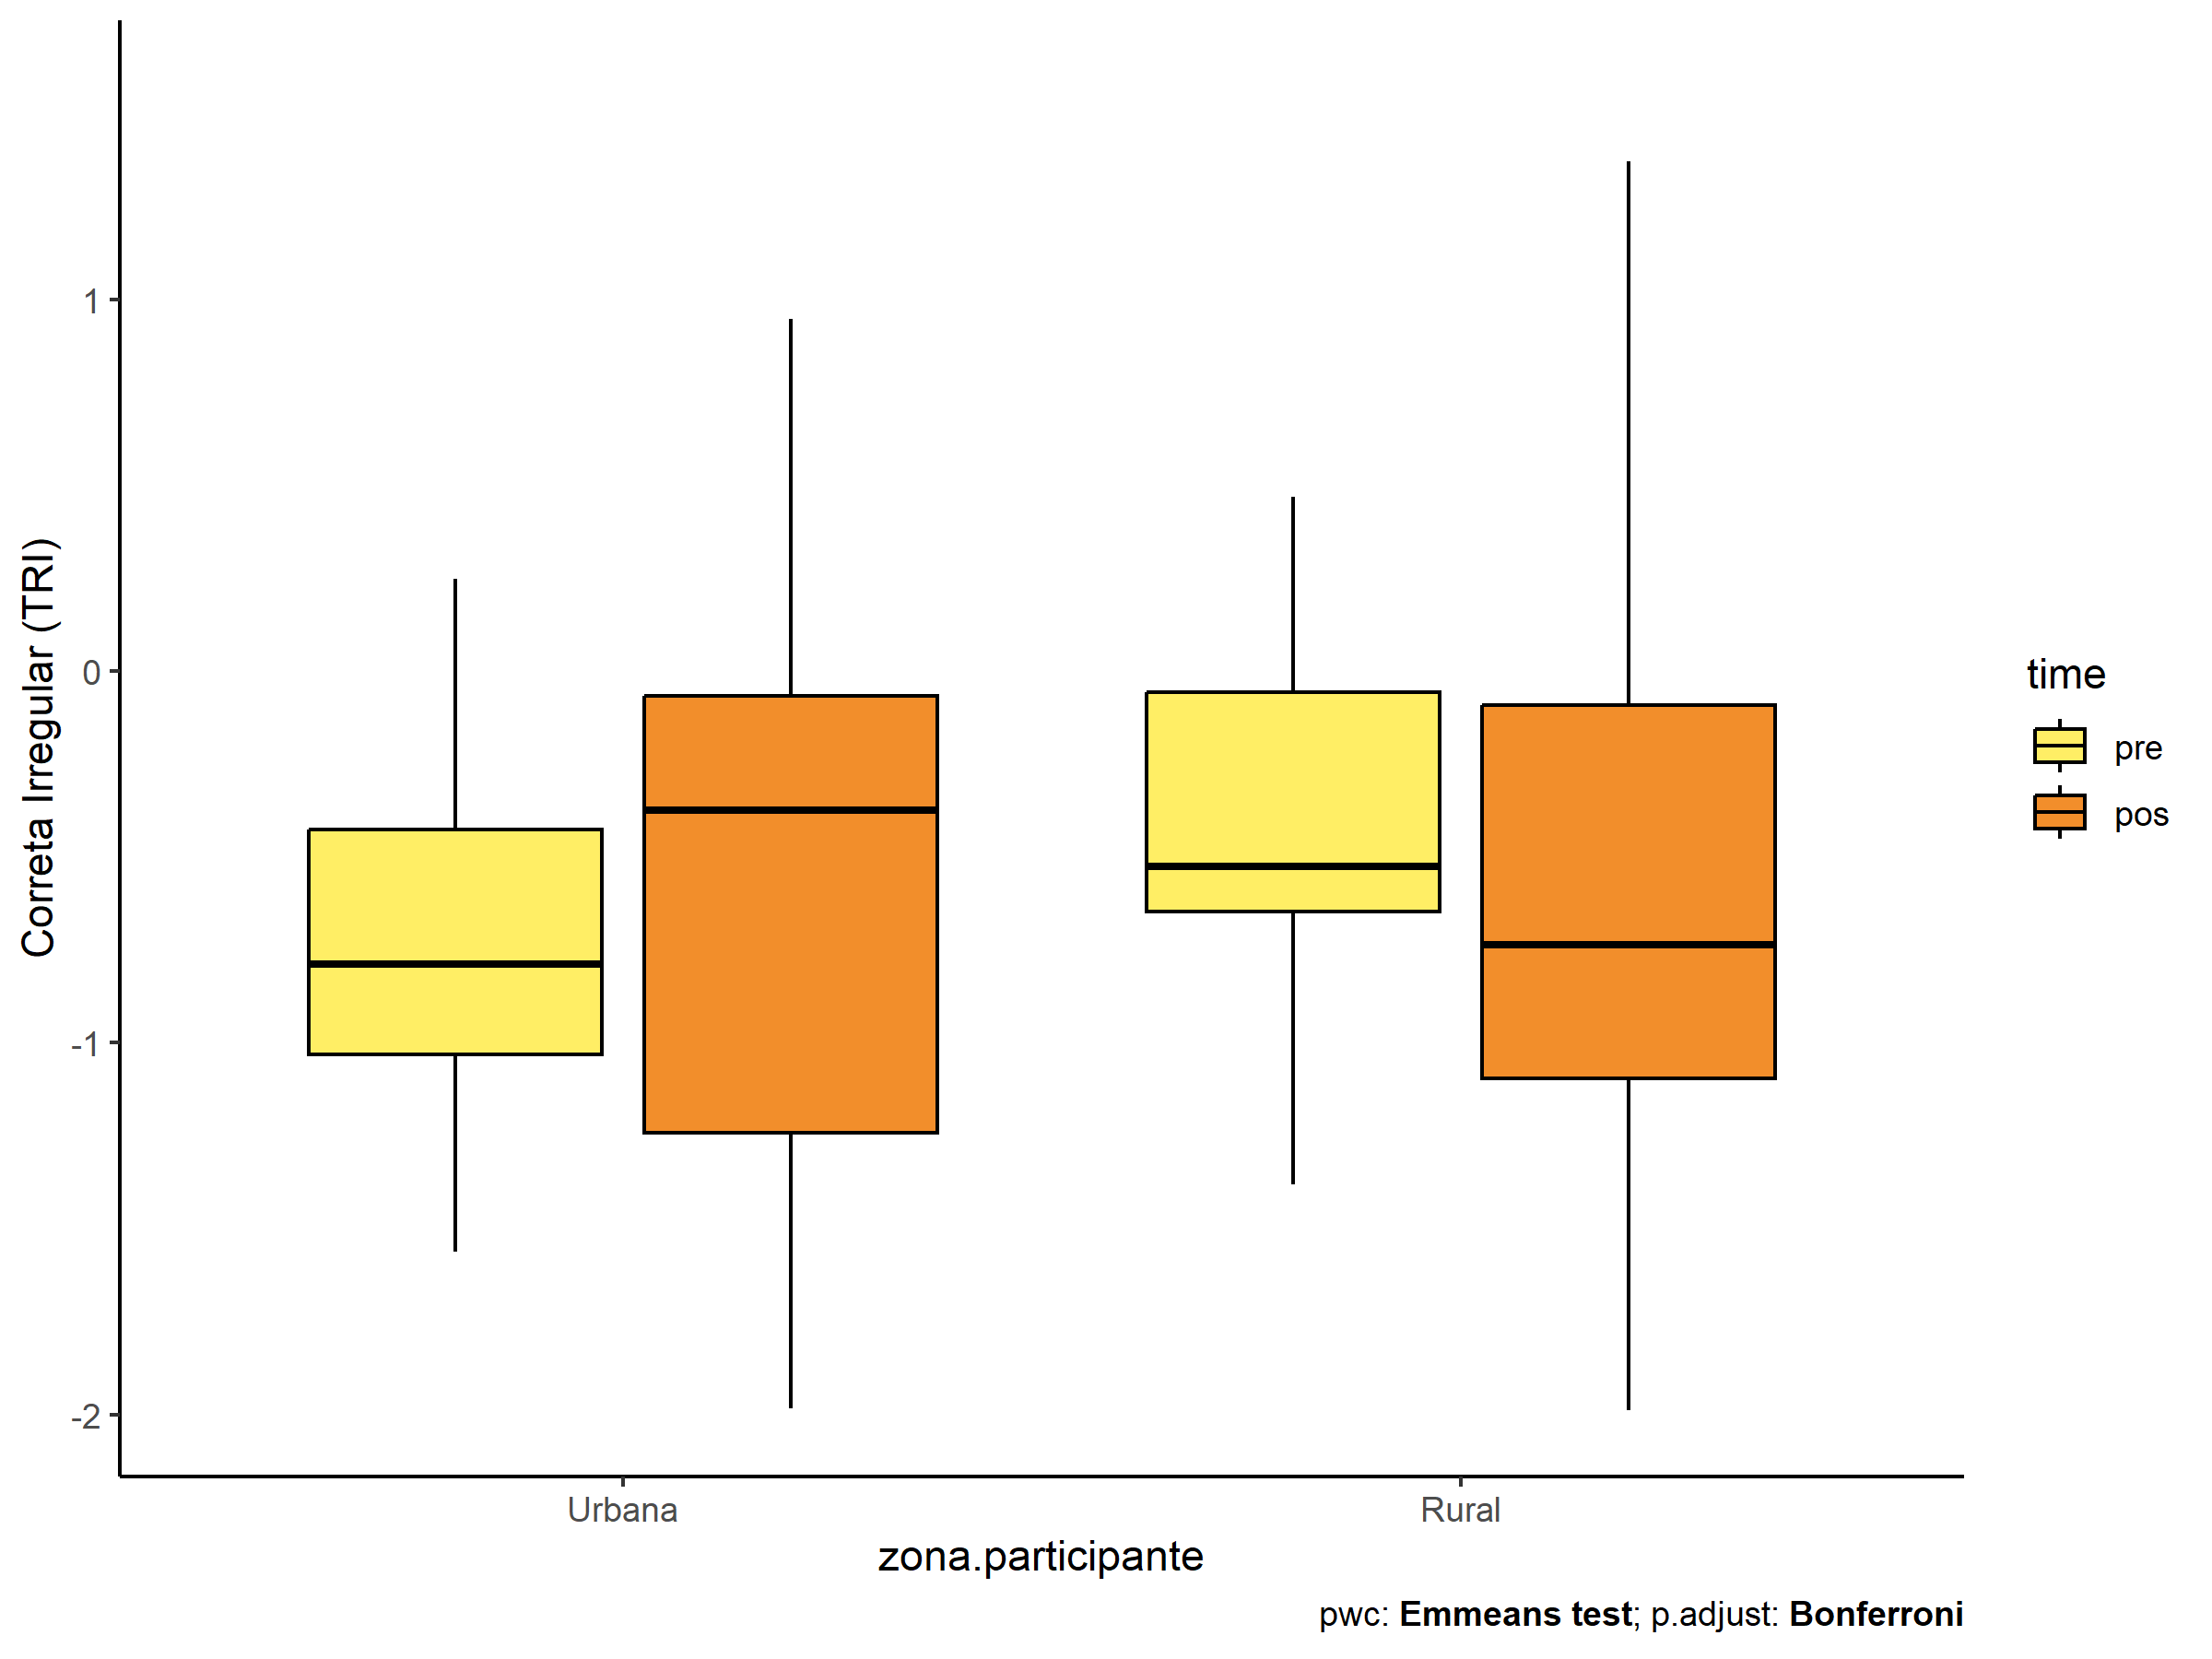 Correta Irregular (TRI)
1
0
-1
-2
Urbana
Rural
zona.participante
time
pre
pos
pwc: Emmeans test; p.adjust: Bonferroni